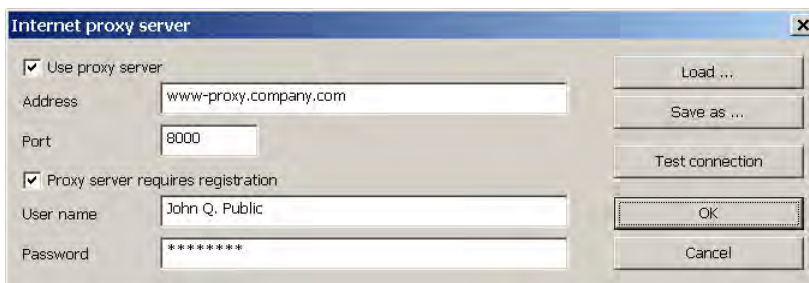 Internet proxy server
Use proxy server
Address www-proxy.company.com
Port 8000
Proxy server requires registration
User name John Q. Public
Password ********
Load ...
Save as ...
Test connection
OK
Cancel